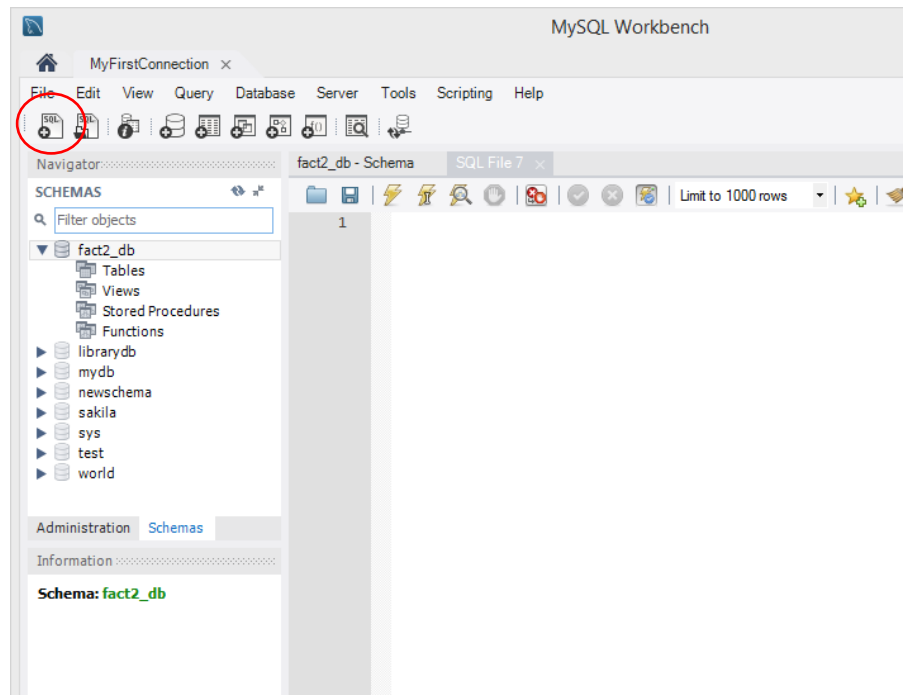 MySQL Workbench
MyFirstConnection ×
File Edit View Query Database Server Tools Scripting Help
SQL SQL
Navigator
fact2_db - Schema SQL File 7 ×
SCHEMAS
Limit to 1000 rows
Filter objects
1
fact2_db
Tables
Views
Stored Procedures
Functions
librarydb
mydb
newschema
sakila
sys
test
world
Administration Schemas
Information
Schema: fact2_db